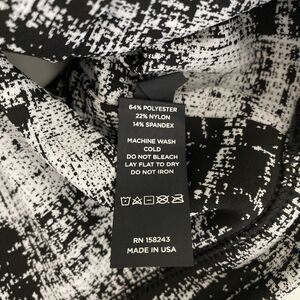 64% POLYESTER
22% NYLON
14% SPANDEX
MACHINE WASH
COLD
DO NOT BLEACH
LAY FLAT TO DRY
DO NOT IRON
RN 158243
MADE IN USA